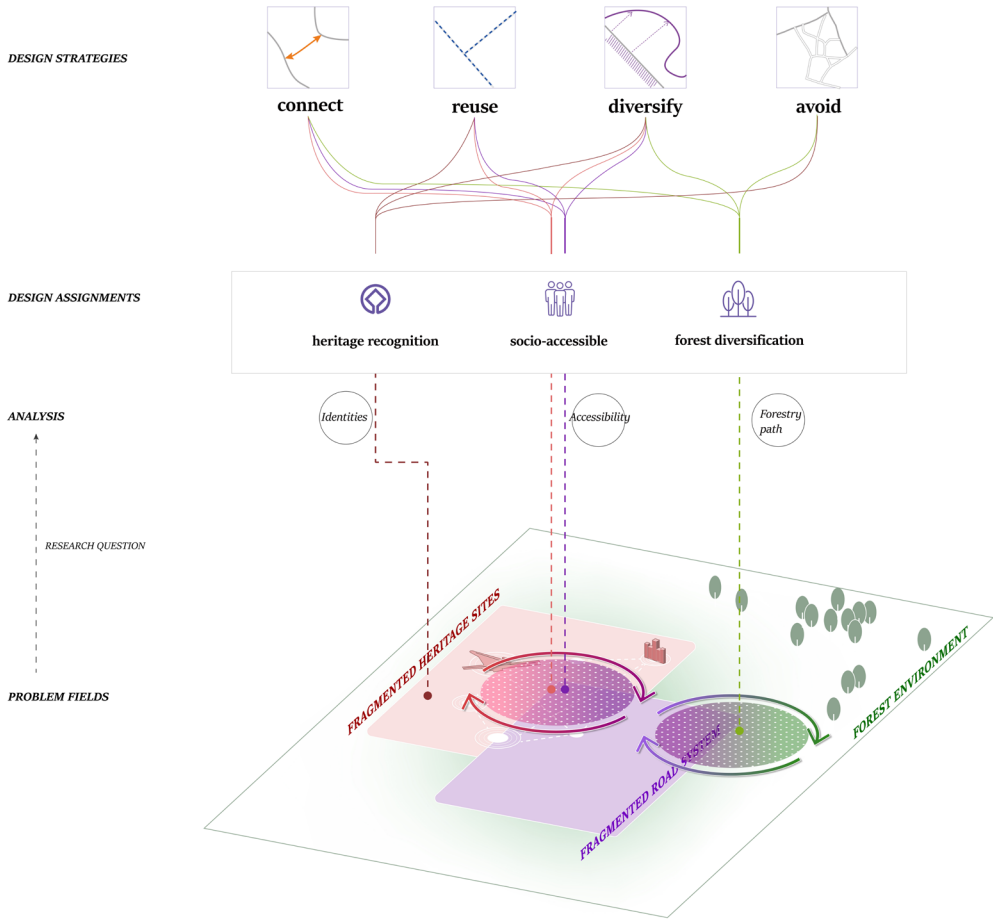 DESIGN STRATEGIES
connect
reuse
diversify
avoid
DESIGN ASSIGNMENTS
heritage recognition
socio-accessible
forest diversification
ANALYSIS
Identities
Accessibility
Forestry
path
RESEARCH QUESTION
PROBLEM FIELDS
FRAGMENTED HERITAGE SITES
FRAGMENTED ROAD SYSTEM
FOREST ENVIRONMENT